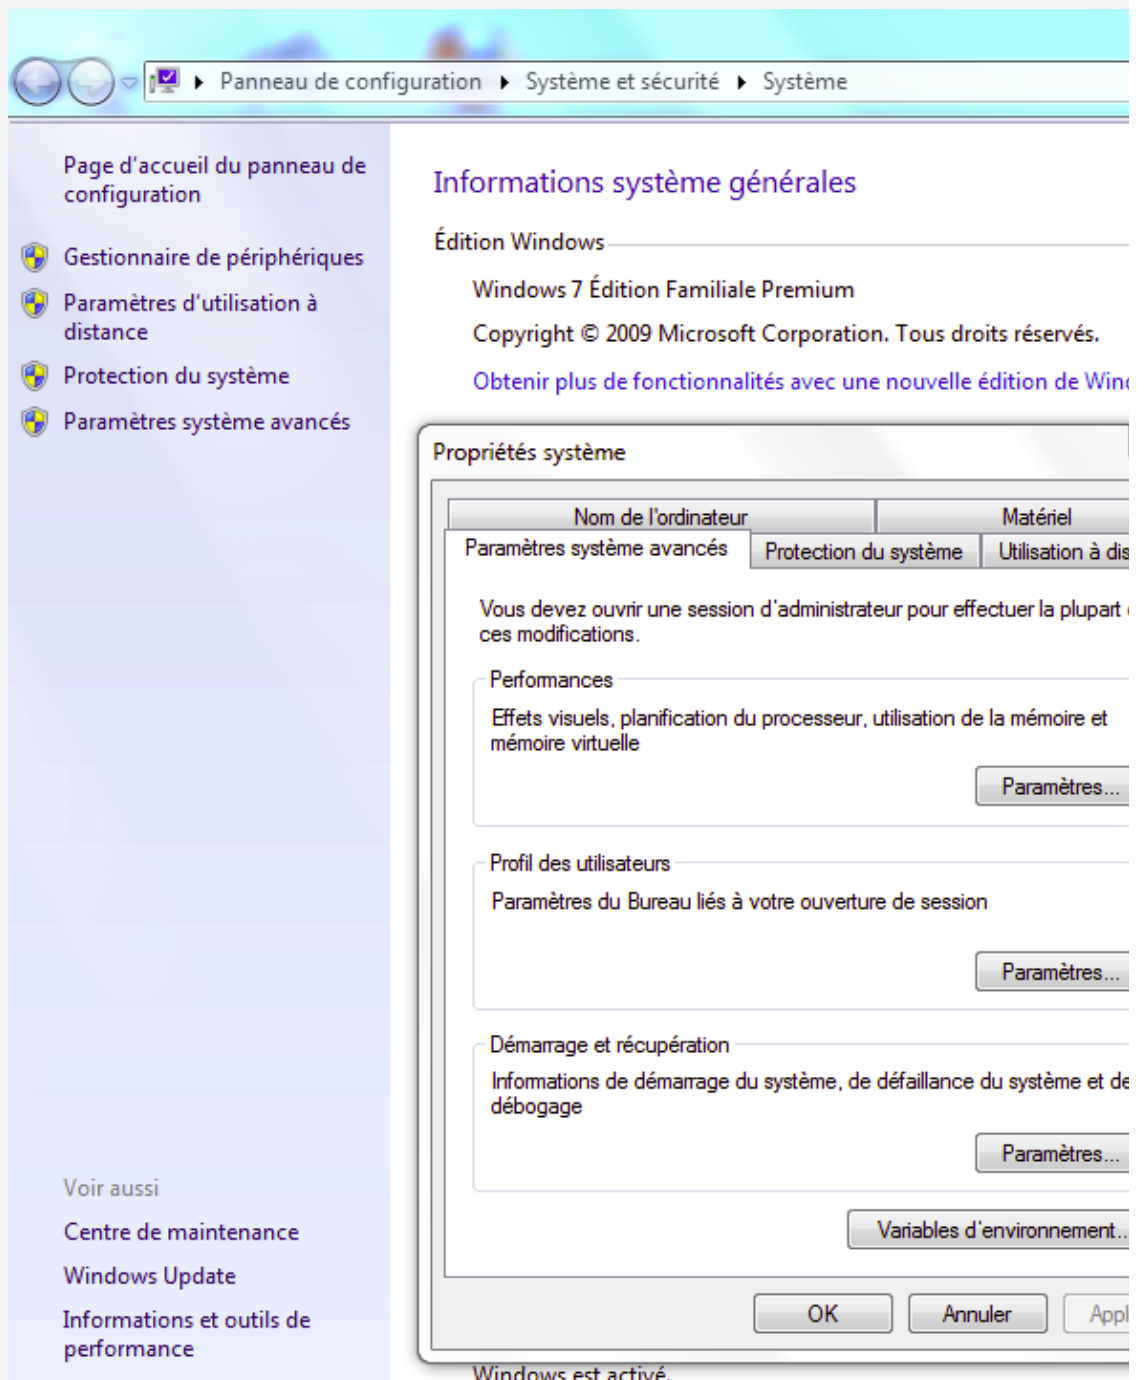 Panneau de configuration ▸ Système et sécurité ▸ Système
Page d'accueil du panneau de
configuration
Gestionnaire de périphériques
Paramètres d'utilisation à
distance
Protection du système
Paramètres système avancés
Voir aussi
Centre de maintenance
Windows Update
Informations et outils de
performance
Informations système générales
Édition Windows
Windows 7 Édition Familiale Premium
Copyright © 2009 Microsoft Corporation. Tous droits réservés.
Obtenir plus de fonctionnalités avec une nouvelle édition de
Propriétés système
Nom de l'ordinateur
Matériel
Paramètres système avancés
Protection du système
Utilisation à
Vous devez ouvrir une session d'administrateur pour effectuer la plupart
ces modifications.
Performances
Effets visuels, planification du processeur, utilisation de la mémoire et
mémoire virtuelle
Paramètres...
Profil des utilisateurs
Paramètres du Bureau liés à votre ouverture de session
Paramètres...
Démarrage et récupération
Informations de démarrage du système, de défaillance du système et de
débogage
Paramètres...
Variables d'environnement...
OK
Annuler
Windows est activé.